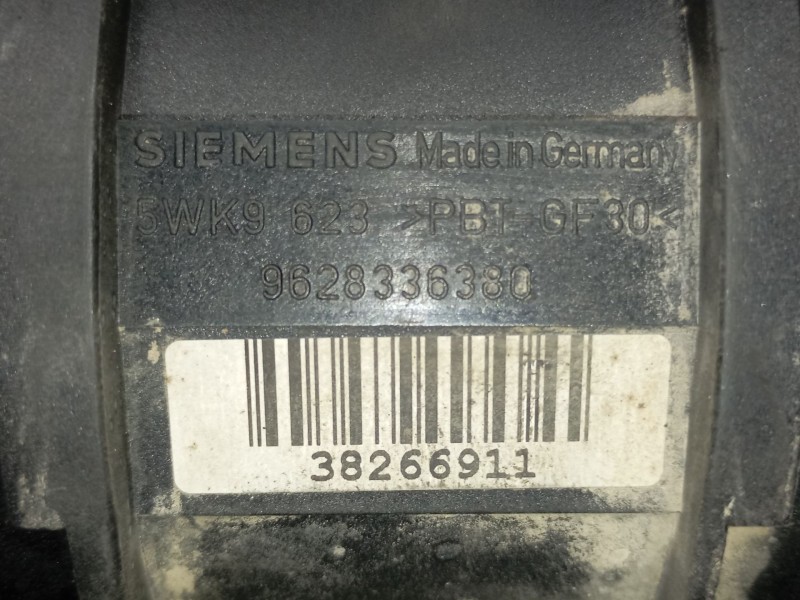 SIEMENS Made in Germany
5WK9 623 >PBT-GF30<
9628336380
38266911